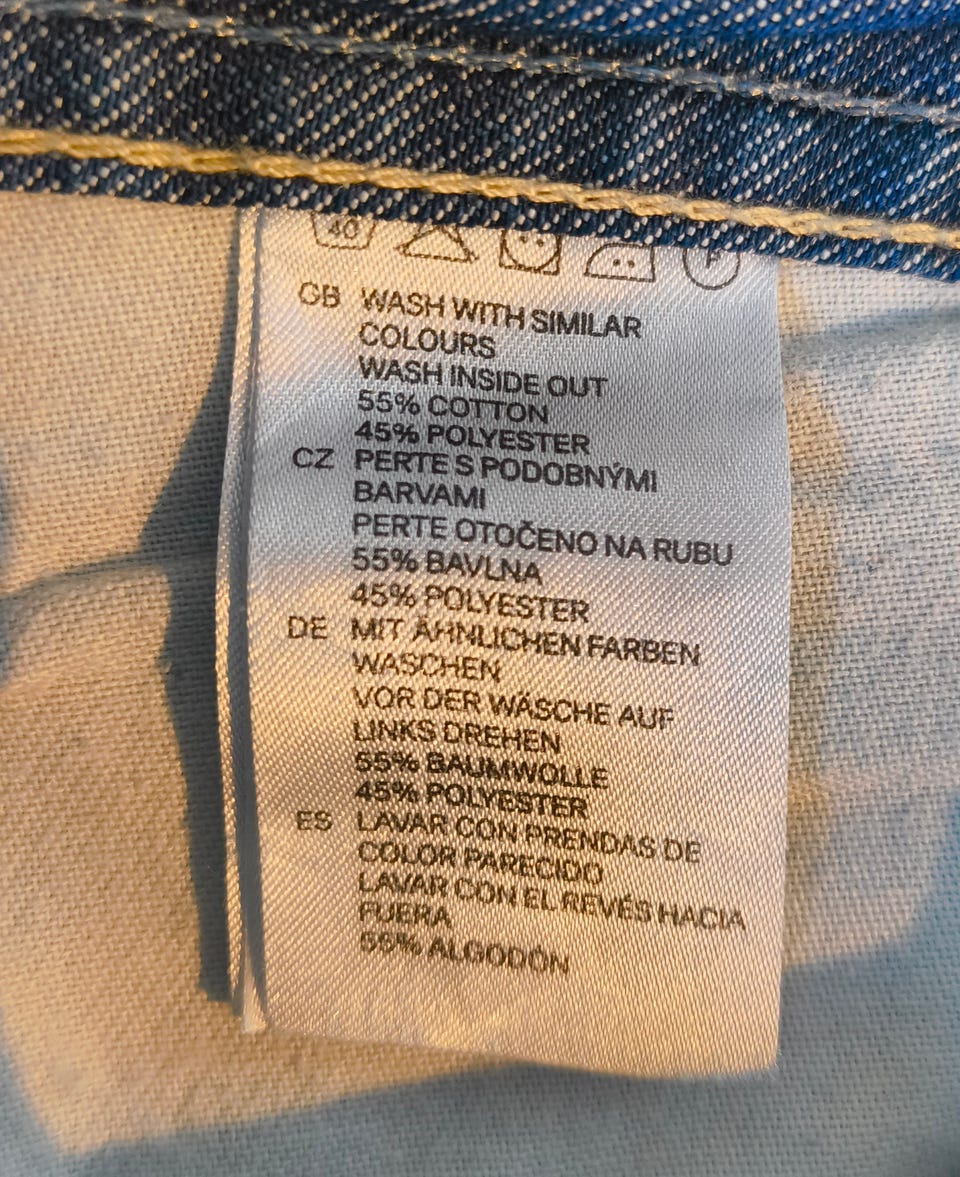 40
P
GB WASH WITH SIMILAR
COLOURS
WASH INSIDE OUT
55% COTTON
45% POLYESTER
CZ PERTE S PODOBNÝMI
BARVAMI
PERTE OTOČENO NA RUBU
55% BAVLNA
45% POLYESTER
DE MIT ÄHNLICHEN FARBEN
WASCHEN
VOR DER WÄSCHE AUF
LINKS DREHEN
55% BAUMWOLLE
45% POLYESTER
ES LAVAR CON PRENDAS DE
COLOR PARECIDO
LAVAR CON EL REVÉS HACIA
FUERA
55% ALGODÓN